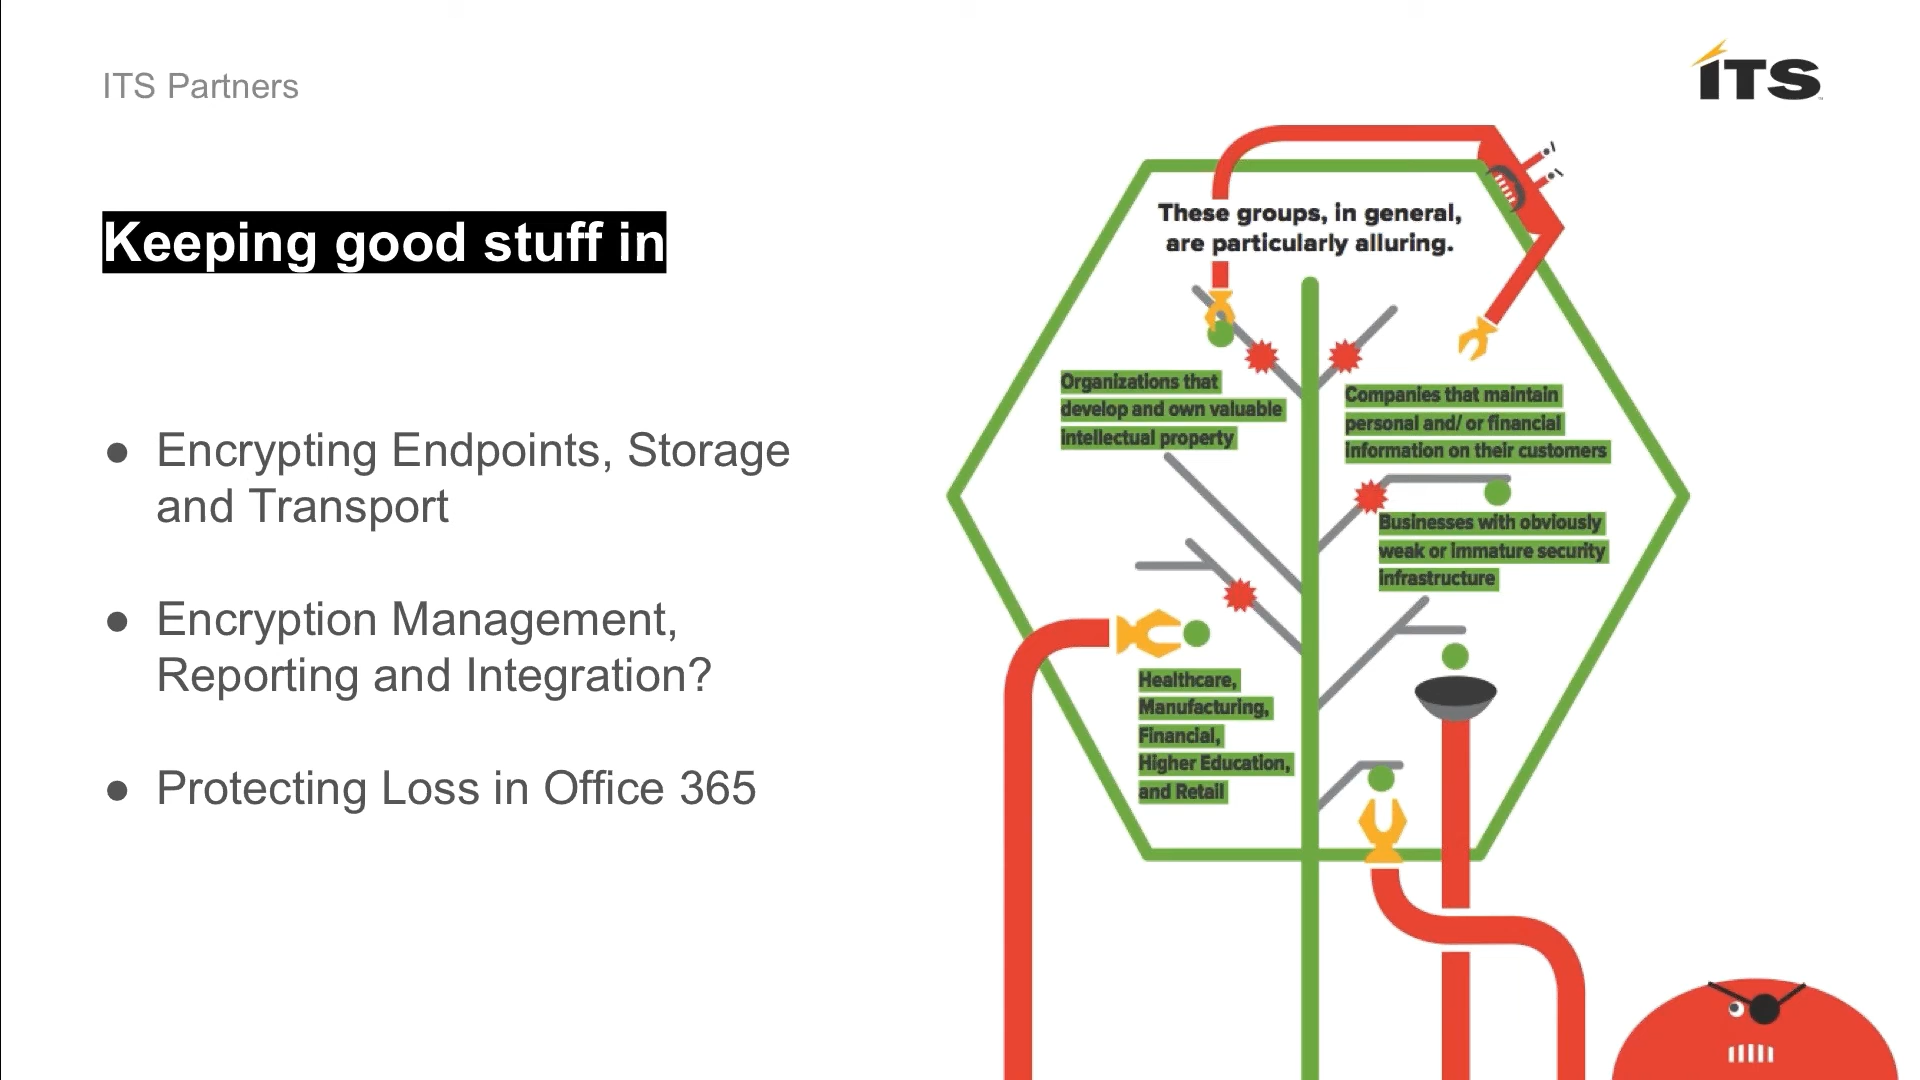 ITS Partners
ITS
Keeping good stuff in
● Encrypting Endpoints, Storage
and Transport
● Encryption Management,
Reporting and Integration?
● Protecting Loss in Office 365
These groups, in general,
are particularly alluring.
Organizations that
develop and own valuable
intellectual property
Companies that maintain
personal and/ or financial
information on their customers
Businesses with obviously
weak or immature security
infrastructure
Healthcare,
Manufacturing,
Financial,
Higher Education,
and Retail